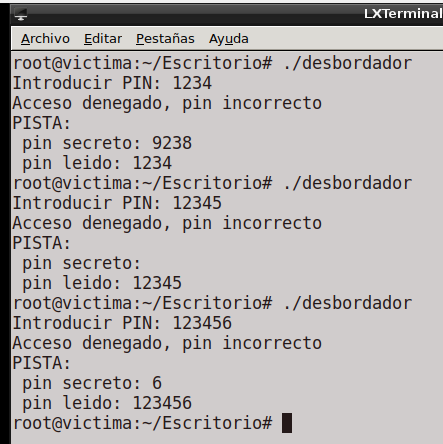 LXTerminal
Archivo Editar Pestañas Ayuda
root@victima:~/Escritorio# ./desbordador
Introducir PIN: 1234
Acceso denegado, pin incorrecto
PISTA:
 pin secreto: 9238
 pin leido: 1234
root@victima:~/Escritorio# ./desbordador
Introducir PIN: 12345
Acceso denegado, pin incorrecto
PISTA:
 pin secreto:
 pin leido: 12345
root@victima:~/Escritorio# ./desbordador
Introducir PIN: 123456
Acceso denegado, pin incorrecto
PISTA:
 pin secreto: 6
 pin leido: 123456
root@victima:~/Escritorio#